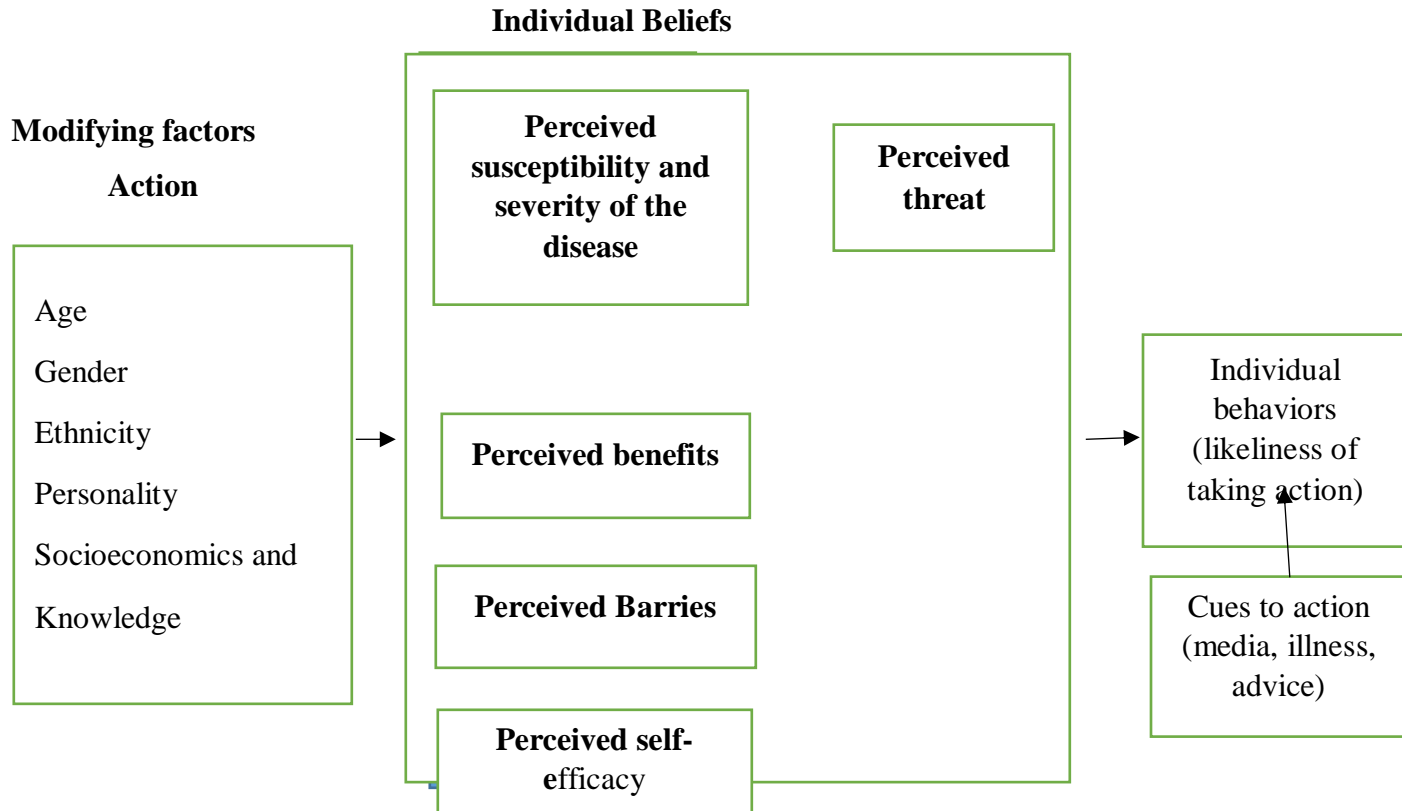 Individual Beliefs
Modifying factors
Action
Age
Gender
Ethnicity
Personality
Socioeconomics and
Knowledge
Perceived
susceptibility and
severity of the
disease
Perceived
threat
Perceived benefits
Perceived Barries
Perceived self-
efficacy
Individual
behaviors
(likeliness of
taking action)
Cues to action
(media, illness,
advice)